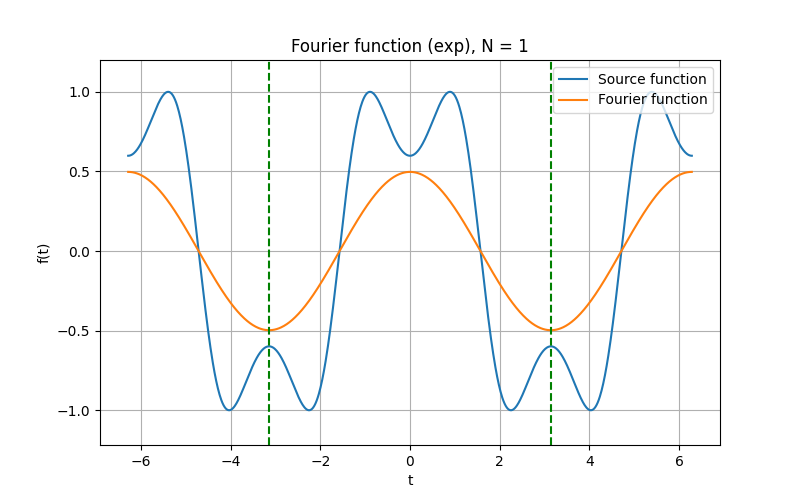 Fourier function (exp), N = 1
Source function
Fourier function
f(t)
1.0
0.5
0.0
−0.5
−1.0
−6
−4
−2
0
2
4
6
t